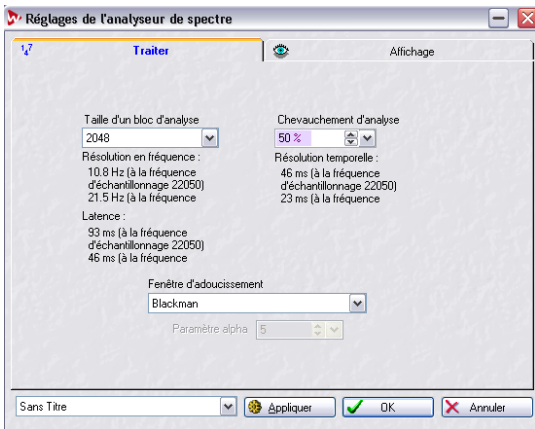 Réglages de l'analyseur de spectre
Traiter
Affichage
Taille d'un bloc d'analyse
2048
Résolution en fréquence :
10.8 Hz (à la fréquence
d'échantillonnage 22050)
21.5 Hz (à la fréquence
Latence :
93 ms (à la fréquence
d'échantillonnage 22050)
46 ms (à la fréquence
Chevauchement d'analyse
50 %
Résolution temporelle :
46 ms (à la fréquence
d'échantillonnage 22050)
23 ms (à la fréquence
Fenêtre d'adoucissement
Blackman
Paramètre alpha 5
Sans Titre
Appliquer
OK
Annuler